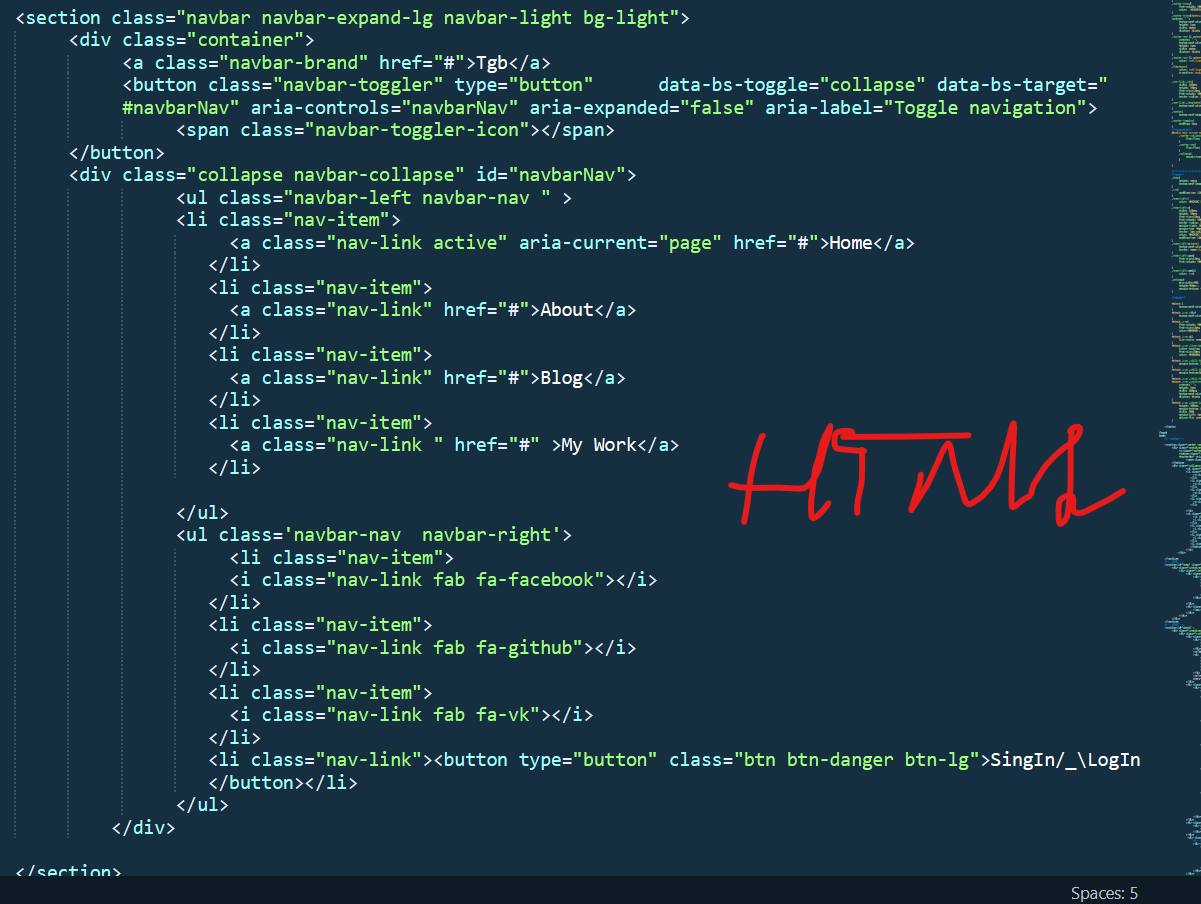 <section class="navbar navbar-expand-lg navbar-light bg-light">
<div class="container">
<a class="navbar-brand" href="#">Tgb</a>
<button class="navbar-toggler" type="button" data-bs-toggle="collapse" data-bs-target="
#navbarNav" aria-controls="navbarNav" aria-expanded="false" aria-label="Toggle navigation">
<span class="navbar-toggler-icon"></span>
</button>
<div class="collapse navbar-collapse" id="navbarNav">
<ul class="navbar-left navbar-nav " >
<li class="nav-item">
<a class="nav-link active" aria-current="page" href="#">Home</a>
</li>
<li class="nav-item">
<a class="nav-link" href="#">About</a>
</li>
<li class="nav-item">
<a class="nav-link" href="#">Blog</a>
</li>
<li class="nav-item">
<a class="nav-link " href="#" >My Work</a>
</li>
HTML
</ul>
<ul class='navbar-nav  navbar-right'>
<li class="nav-item">
<i class="nav-link fab fa-facebook"></i>
</li>
<li class="nav-item">
<i class="nav-link fab fa-github"></i>
</li>
<li class="nav-item">
<i class="nav-link fab fa-vk"></i>
</li>
<li class="nav-link"><button type="button" class="btn btn-danger btn-lg">SingIn/_\LogIn
</button></li>
</ul>
</div>
</section>
Spaces: 5